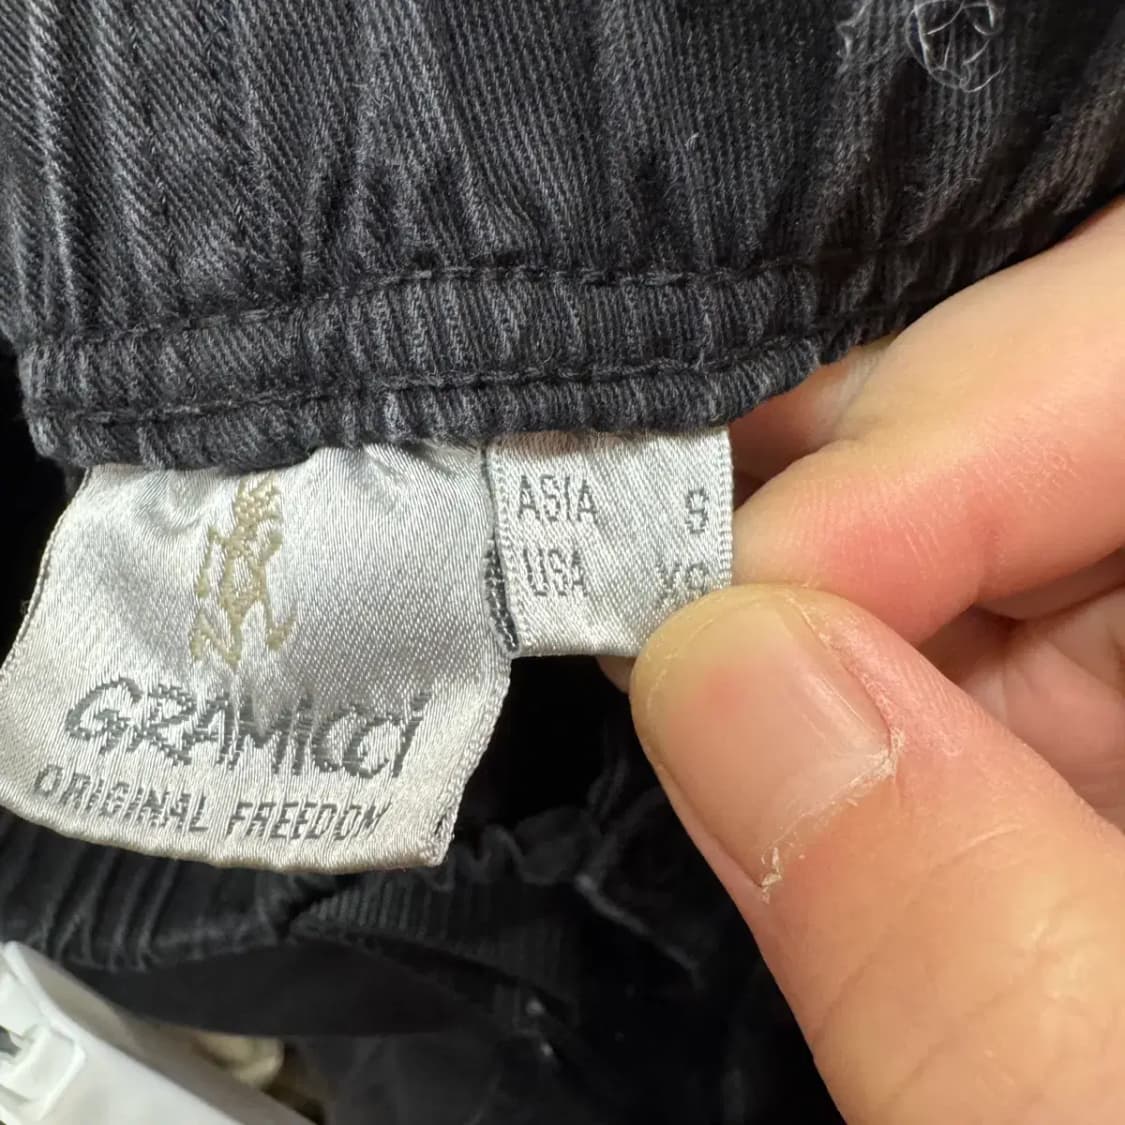 GRAMICCI
ORIGINAL FREEDOM
ASIA S
USA XS